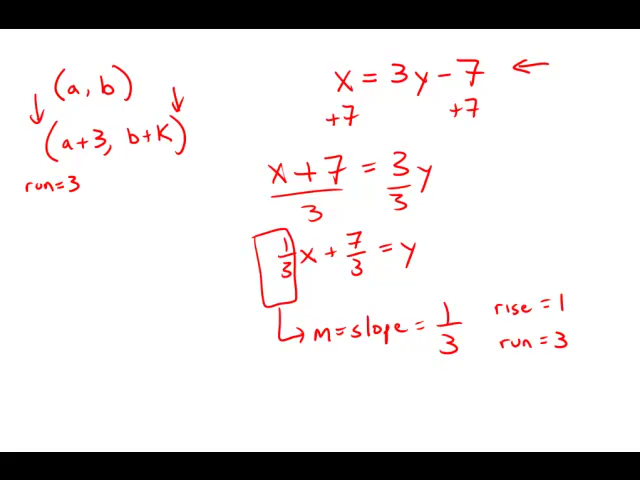 (a, b)
(a+3, b+K)
run=3
x = 3y - 7 ←
+7 +7
x + 7 = 3y
3 3
1/3 x + 7/3 = y
m = slope = 1/3
rise = 1
run = 3